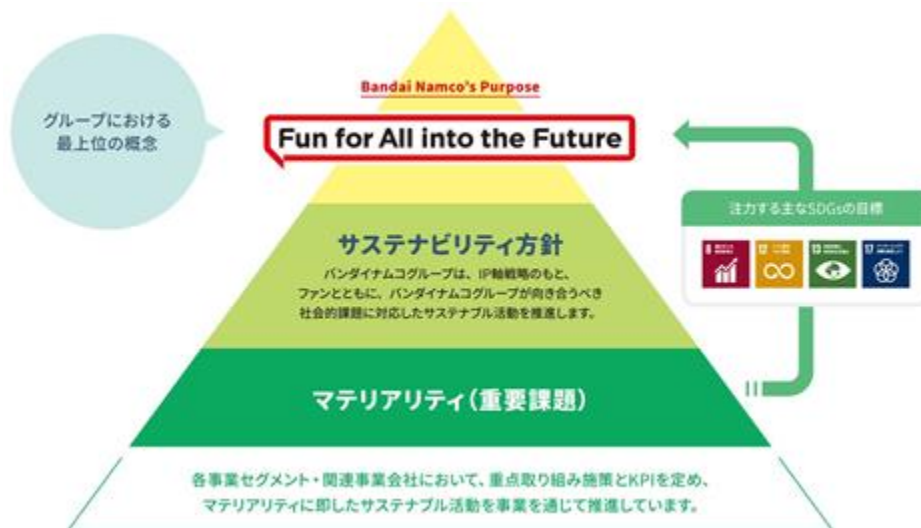 Bandai Namco's Purpose
グループにおける
最上位の概念
Fun for All into the Future
注力する主なSDGsの目標
8
12
13
17
サステナビリティ方針
バンダイナムコグループは、IP軸戦略のもと、
ファンとともに、バンダイナムコグループが向き合うべき
社会的課題に対応したサステナブル活動を推進します。
マテリアリティ(重要課題)
各事業セグメント・関連事業会社において、重点取り組み施策とKPIを定め、
マテリアリティに即したサステナブル活動を事業を通じて推進しています。